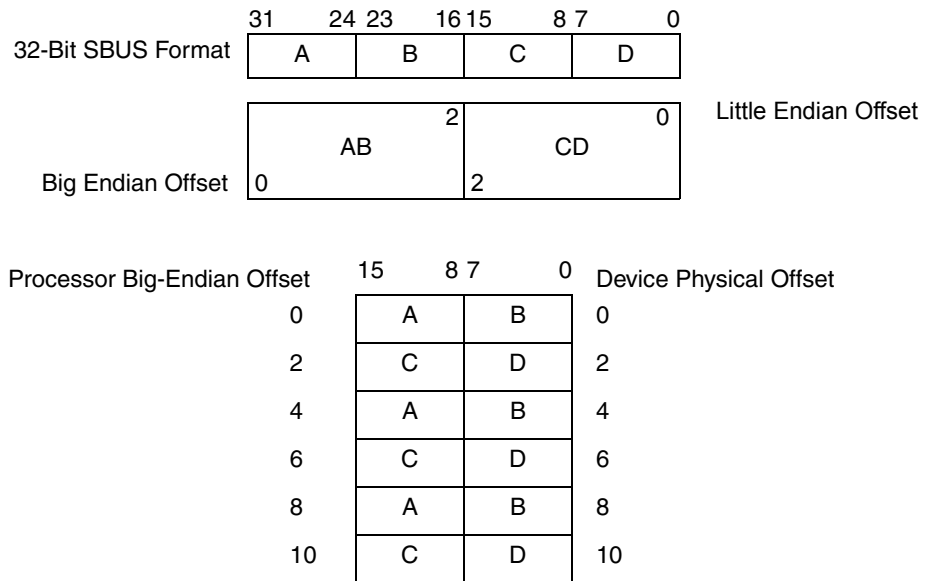 31 24 23 16 15 8 7 0
32-Bit SBUS Format A B C D
2 0 Little Endian Offset
AB CD
Big Endian Offset 0 2
Processor Big-Endian Offset 15 8 7 0 Device Physical Offset
0 A B 0
2 C D 2
4 A B 4
6 C D 6
8 A B 8
10 C D 10